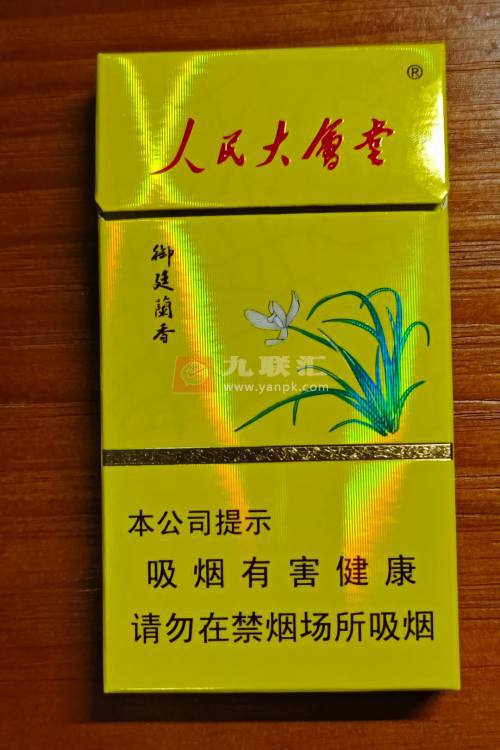 ®
人民大會堂
御廷蘭香
九联汇
www.yanpk.com
本公司提示
吸烟有害健康
请勿在禁烟场所吸烟